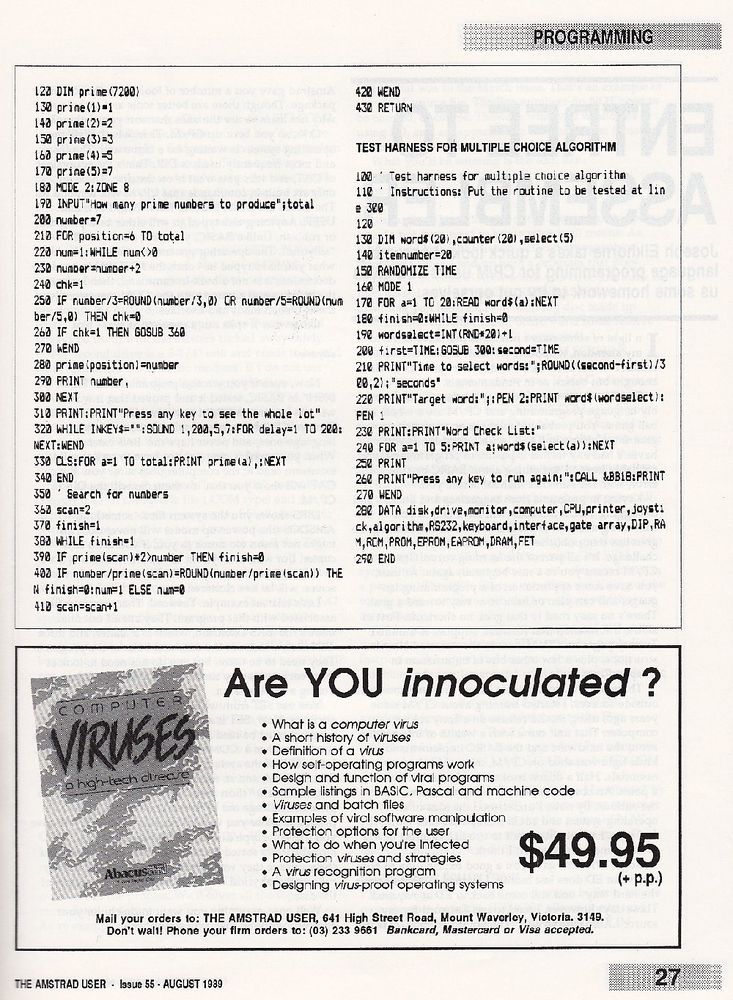 PROGRAMMING
120 DIM prime(7200)
130 prime(1)=1
140 prime(2)=2
150 prime(3)=3
160 prime(4)=5
170 prime(5)=7
180 MODE 2:ZONE 8
190 INPUT"How many prime numbers to produce";total
200 number=7
210 FOR position=6 TO total
220 num=1:WHILE num<>0
230 number=number+2
240 chk=1
250 IF number/3=ROUND(number/3,0) OR number/5=ROUND(num
ber/5,0) THEN chk=0
260 IF chk=1 THEN GOSUB 360
270 WEND
280 prime(position)=number
290 PRINT number,
300 NEXT
310 PRINT:PRINT"Press any key to see the whole lot"
320 WHILE INKEY$="":SOUND 1,200,5,7:FOR delay=1 TO 200:
NEXT:WEND
330 CLS:FOR a=1 TO total:PRINT prime(a),:NEXT
340 END
350 ' Search for numbers
360 scan=2
370 finish=1
380 WHILE finish=1
390 IF prime(scan)*2>number THEN finish=0
400 IF number/prime(scan)=ROUND(number/prime(scan)) THE
N finish=0:num=1 ELSE num=0
410 scan=scan+1
420 WEND
430 RETURN
TEST HARNESS FOR MULTIPLE CHOICE ALGORITHM
100 ' Test harness for multiple choice algorithm
110 ' Instructions: Put the routine to be tested at lin
e 300
120
130 DIM word$(20),counter(20),select(5)
140 itemnumber=20
150 RANDOMIZE TIME
160 MODE 1
170 FOR a=1 TO 20:READ word$(a):NEXT
180 finish=0:WHILE finish=0
190 wordselect=INT(RND*20)+1
200 first=TIME:GOSUB 300:second=TIME
210 PRINT"Time to select words:";ROUND((second-first)/3
00,2);"seconds"
220 PRINT"Target word:";:PEN 2:PRINT word$(wordselect):
PEN 1
230 PRINT:PRINT"Word Check List:"
240 FOR a=1 TO 5:PRINT a;word$(select(a)):NEXT
250 PRINT
260 PRINT"Press any key to run again:":CALL &BB18:PRINT
270 WEND
280 DATA disk,drive,monitor,computer,CPU,printer,joysti
ck,algorithm,RS232,keyboard,interface,gate array,DIP,RA
M,ROM,PROM,EPROM,EAPROM,DRAM,FET
290 END
COMPUTER
VIRUSES
a high-tech disease
Abacus
Are YOU innoculated ?
• What is a computer virus
• A short history of viruses
• Definition of a virus
• How self-operating programs work
• Design and function of viral programs
• Sample listings in BASIC, Pascal and machine code
• Viruses and batch files
• Examples of viral software manipulation
• Protection options for the user
• What to do when you're infected
• Protection viruses and strategies
• A virus recognition program
• Designing virus-proof operating systems
$49.95
(+ p.p.)
Mail your orders to: THE AMSTRAD USER, 641 High Street Road, Mount Waverley, Victoria. 3149.
Don't wait! Phone your firm orders to: (03) 233 9661 Bankcard, Mastercard or Visa accepted.
THE AMSTRAD USER - Issue 55 - AUGUST 1989
27